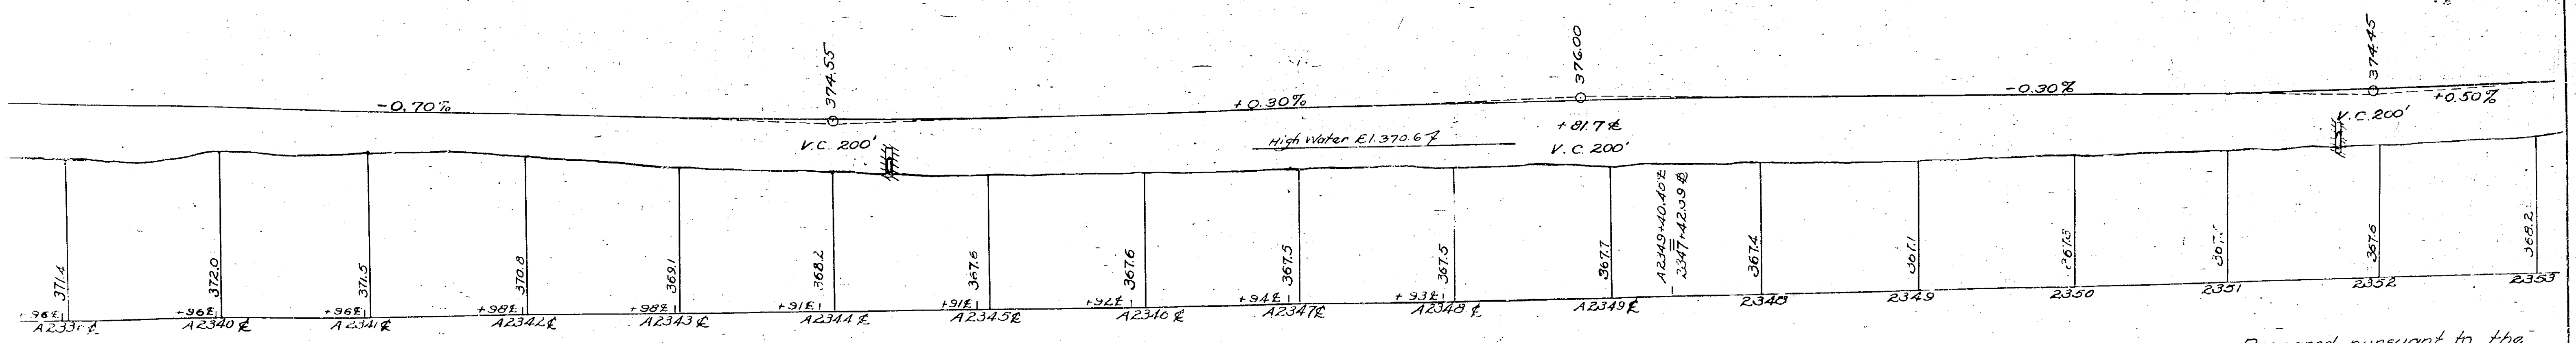 374.55
376.00
374.45
-0.70%
+0.30%
-0.30%
+0.50%
V.C. 200'
High Water El. 370.67
+81.7 ⅊
V.C. 200'
V.C. 200'
371.4
372.0
371.5
370.8
369.1
368.2
367.6
367.6
367.5
367.5
367.7
A2349+40.40⅊
=
2347+42.39⅊
367.4
367.1
367.6
368.2
+96⅊
-96⅊
+96⅊
+98⅊
+98⅊
+91⅊
+91⅊
+92⅊
+94⅊
+93⅊
A2340 ⅊
A2341 ⅊
A2342 ⅊
A2343 ⅊
A2344 ⅊
A2345 ⅊
A2346 ⅊
A2347 ⅊
A2348 ⅊
A2349 ⅊
2348
2349
2350
2351
2352
2353
pursuant to the